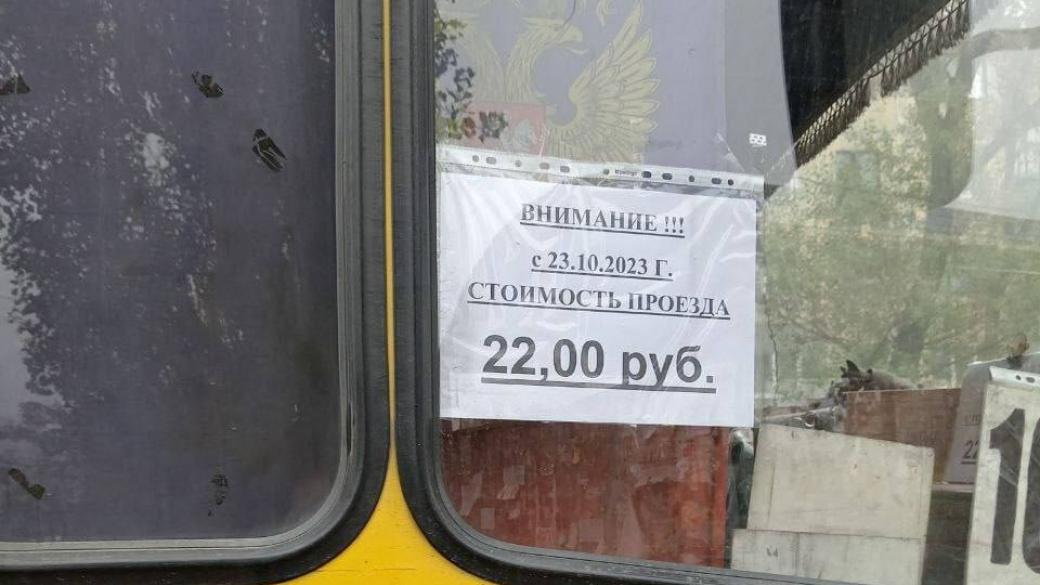 ВНИМАНИЕ !!!
с 23.10.2023 Г.
СТОИМОСТЬ ПРОЕЗДА
22,00 руб.